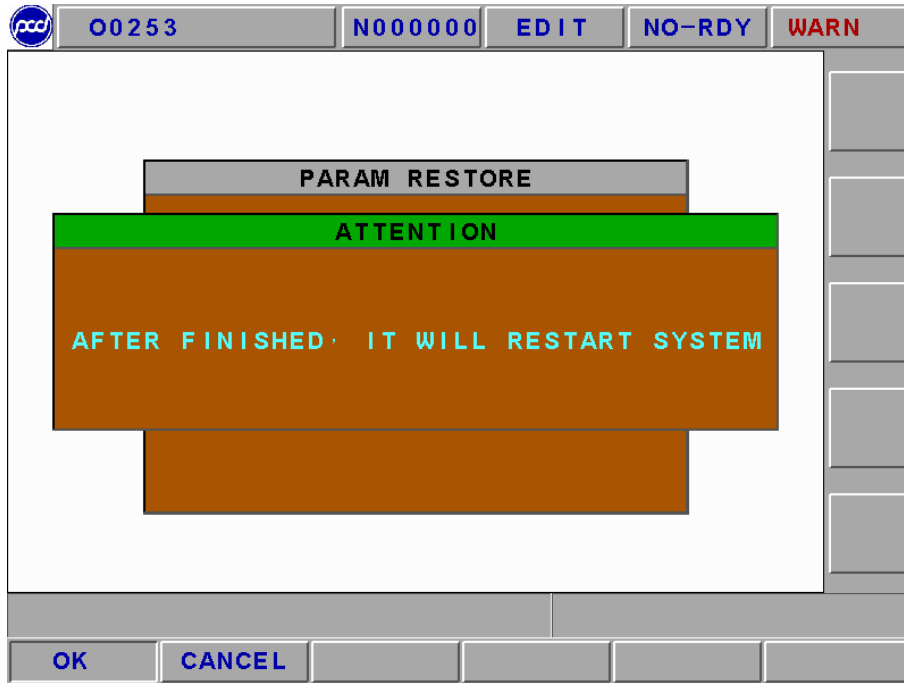 pcd O0253 N000000 EDIT NO-RDY WARN
PARAM RESTORE
ATTENTION
AFTER FINISHED, IT WILL RESTART SYSTEM
OK CANCEL